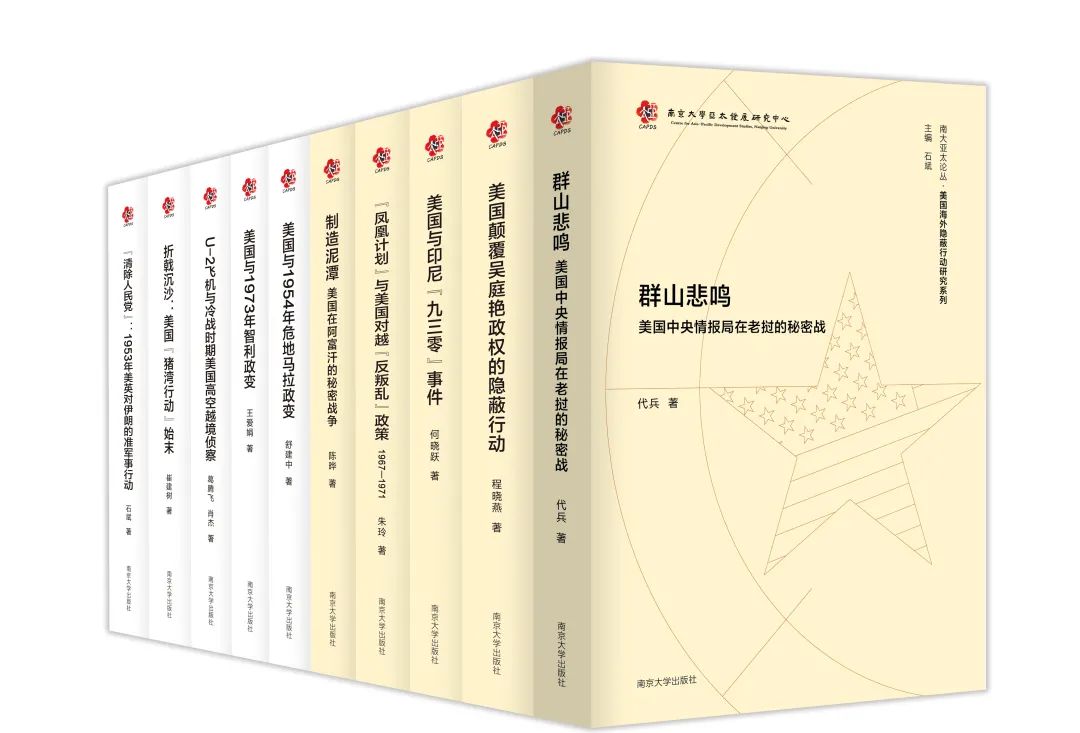 CAPDS
『清除人民党』：1953年美英对伊朗的准军事行动
石斌 著
南京大学出版社
CAPDS
折戟沉沙：美国『猪湾行动』始末
崔建树 著
南京大学出版社
CAPDS
U-2飞机与冷战时期美国高空越境侦察
葛腾飞 肖杰 著
南京大学出版社
CAPDS
美国与1973年智利政变
王爱娟 著
南京大学出版社
CAPDS
美国与1954年危地马拉政变
舒建中 著
南京大学出版社
CAPDS
制造泥潭
美国在阿富汗的秘密战争
陈晔 著
南京大学出版社
CAPDS
『凤凰计划』与美国对越『反叛乱』政策
1967—1971
朱玲 著
南京大学出版社
CAPDS
美国与印尼『九三零』事件
何晓跃 著
南京大学出版社
CAPDS
美国颠覆吴庭艳政权的隐蔽行动
程晓燕 著
南京大学出版社
CAPDS
群山悲鸣
美国中央情报局在老挝的秘密战
代兵 著
南京大学出版社
CAPDS
南京大學亞太發展研究中心
Centre for Asia-Pacific Development Studies, Nanjing University
南大亚太论丛·美国海外隐蔽行动研究系列
主编 石斌
群山悲鸣
美国中央情报局在老挝的秘密战
代兵 著
南京大学出版社